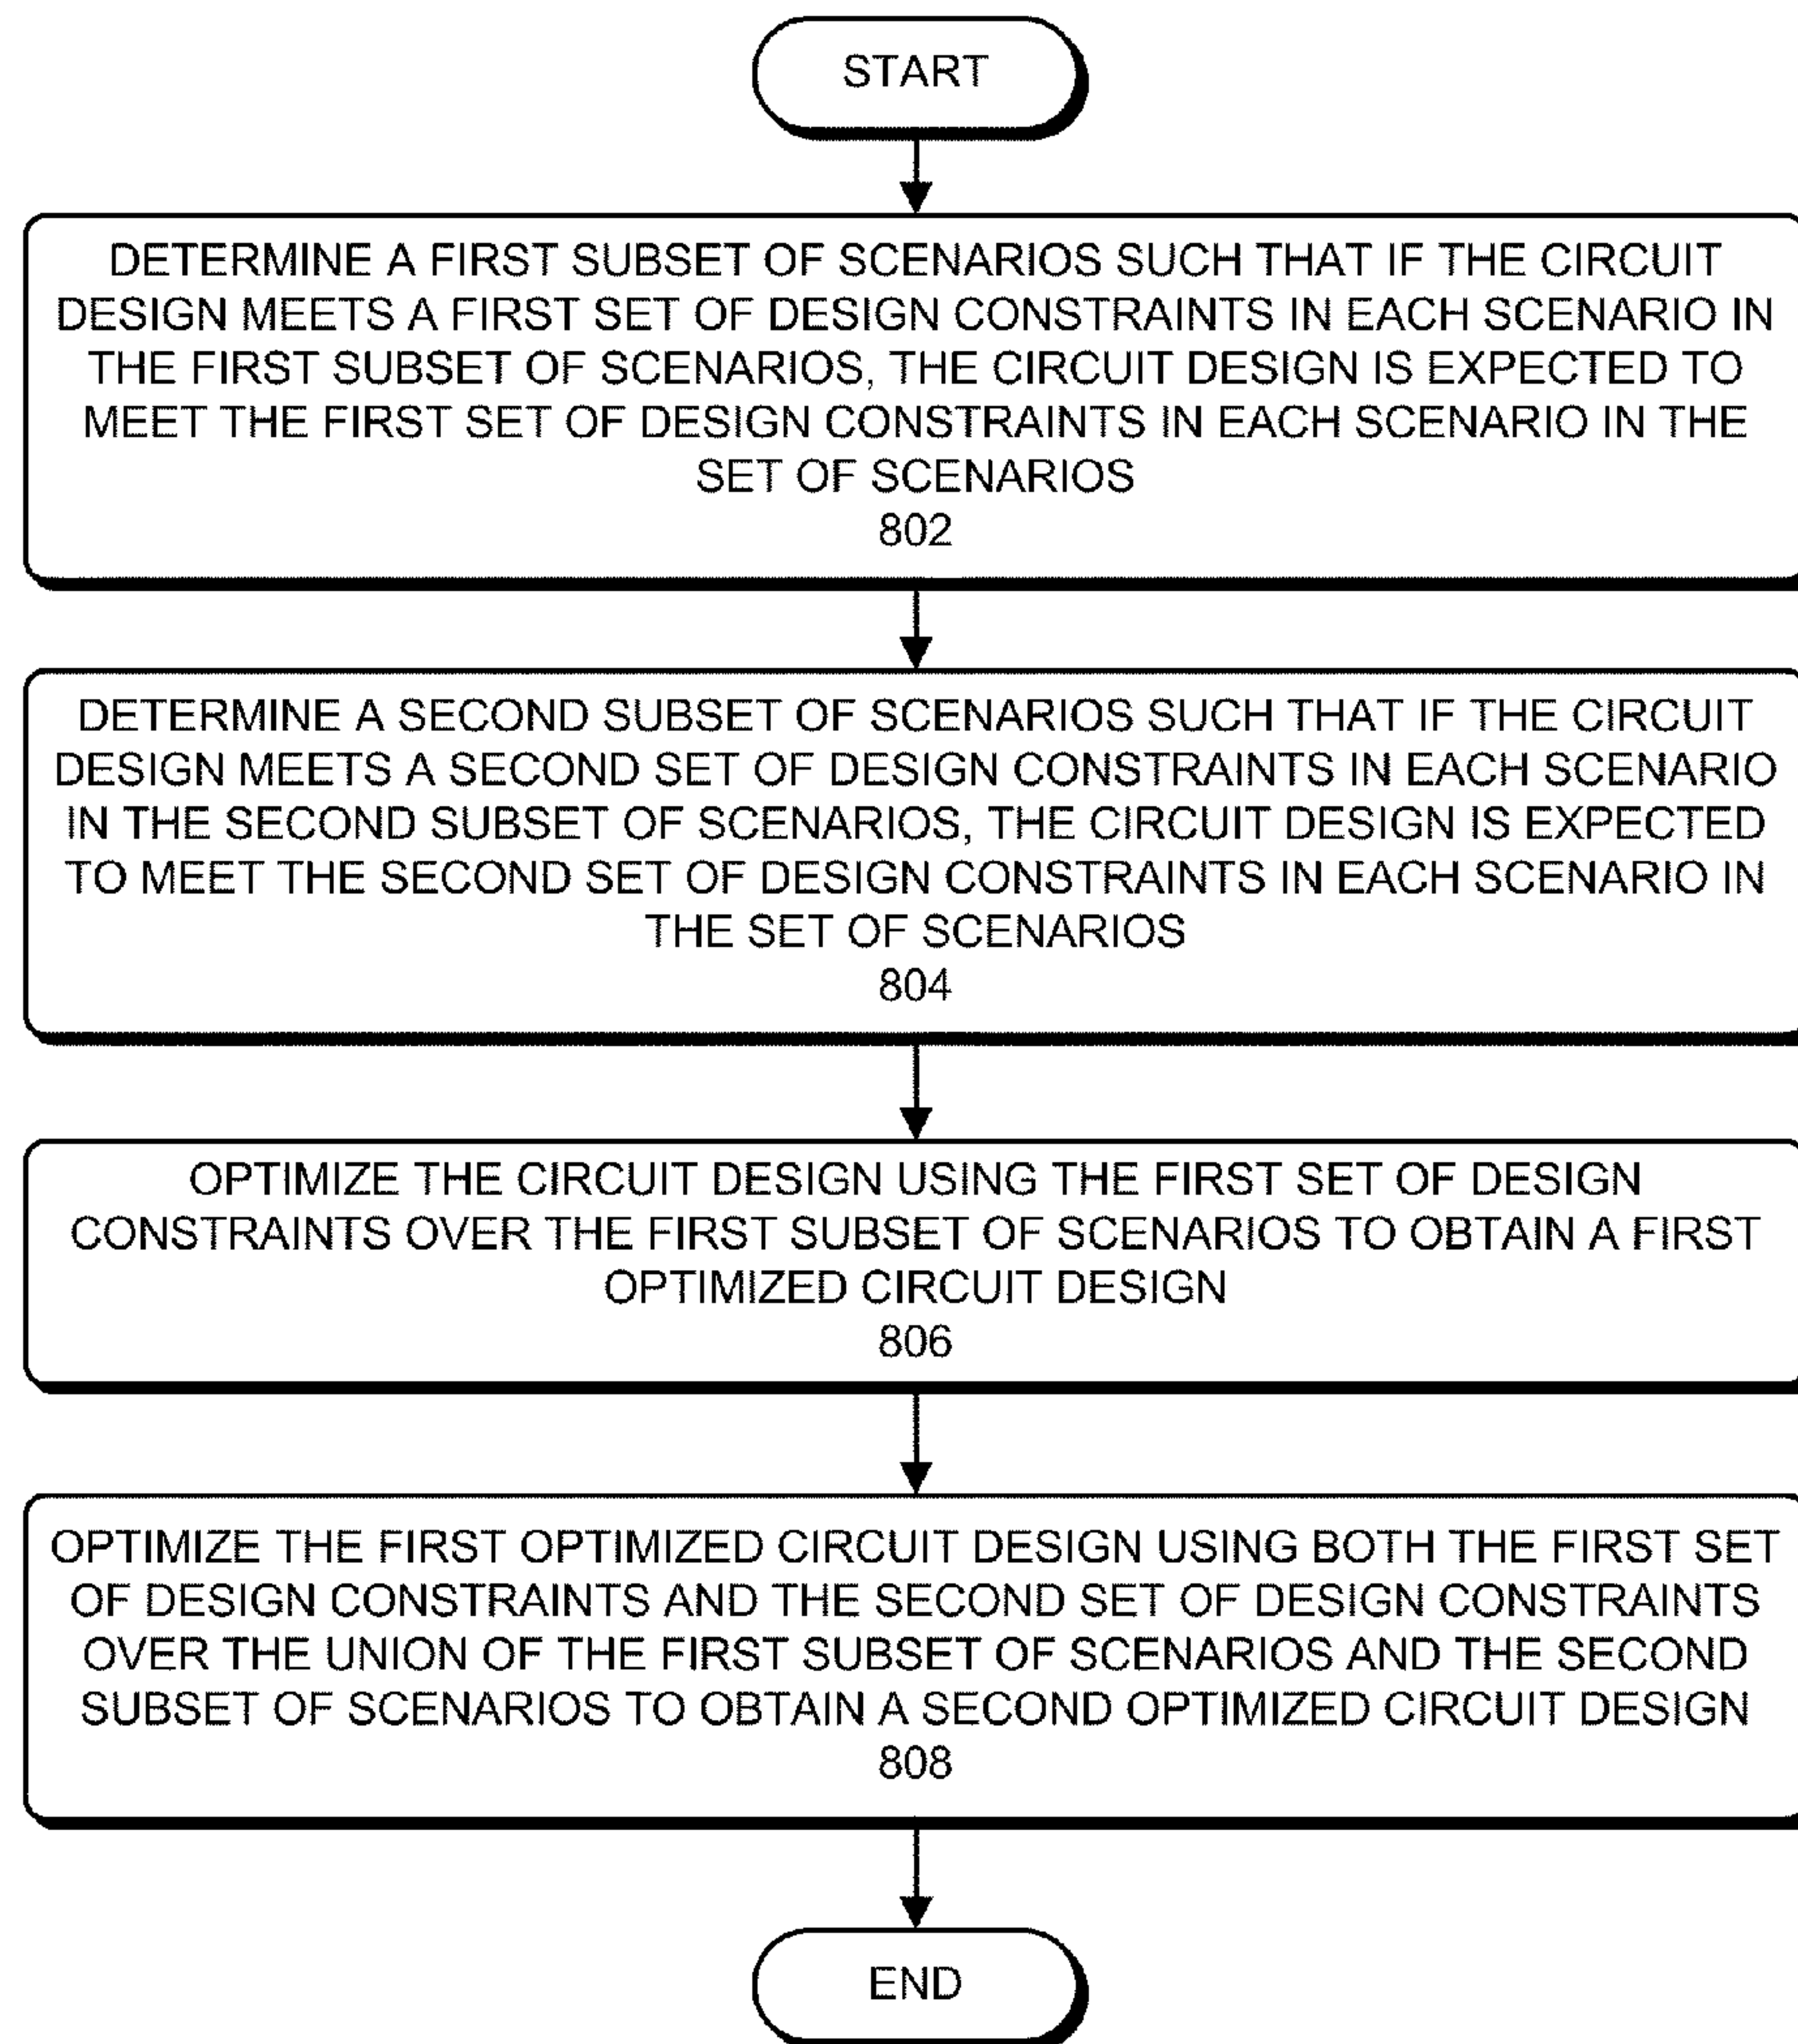 START
DETERMINE A FIRST SUBSET OF SCENARIOS SUCH THAT IF THE CIRCUIT
DESIGN MEETS A FIRST SET OF DESIGN CONSTRAINTS IN EACH SCENARIO IN
THE FIRST SUBSET OF SCENARIOS, THE CIRCUIT DESIGN IS EXPECTED TO
MEET THE FIRST SET OF DESIGN CONSTRAINTS IN EACH SCENARIO IN THE
SET OF SCENARIOS
802
DETERMINE A SECOND SUBSET OF SCENARIOS SUCH THAT IF THE CIRCUIT
DESIGN MEETS A SECOND SET OF DESIGN CONSTRAINTS IN EACH SCENARIO
IN THE SECOND SUBSET OF SCENARIOS, THE CIRCUIT DESIGN IS EXPECTED
TO MEET THE SECOND SET OF DESIGN CONSTRAINTS IN EACH SCENARIO IN
THE SET OF SCENARIOS
804
OPTIMIZE THE CIRCUIT DESIGN USING THE FIRST SET OF DESIGN
CONSTRAINTS OVER THE FIRST SUBSET OF SCENARIOS TO OBTAIN A FIRST
OPTIMIZED CIRCUIT DESIGN
806
OPTIMIZE THE FIRST OPTIMIZED CIRCUIT DESIGN USING BOTH THE FIRST SET
OF DESIGN CONSTRAINTS AND THE SECOND SET OF DESIGN CONSTRAINTS
OVER THE UNION OF THE FIRST SUBSET OF SCENARIOS AND THE SECOND
SUBSET OF SCENARIOS TO OBTAIN A SECOND OPTIMIZED CIRCUIT DESIGN
808
END